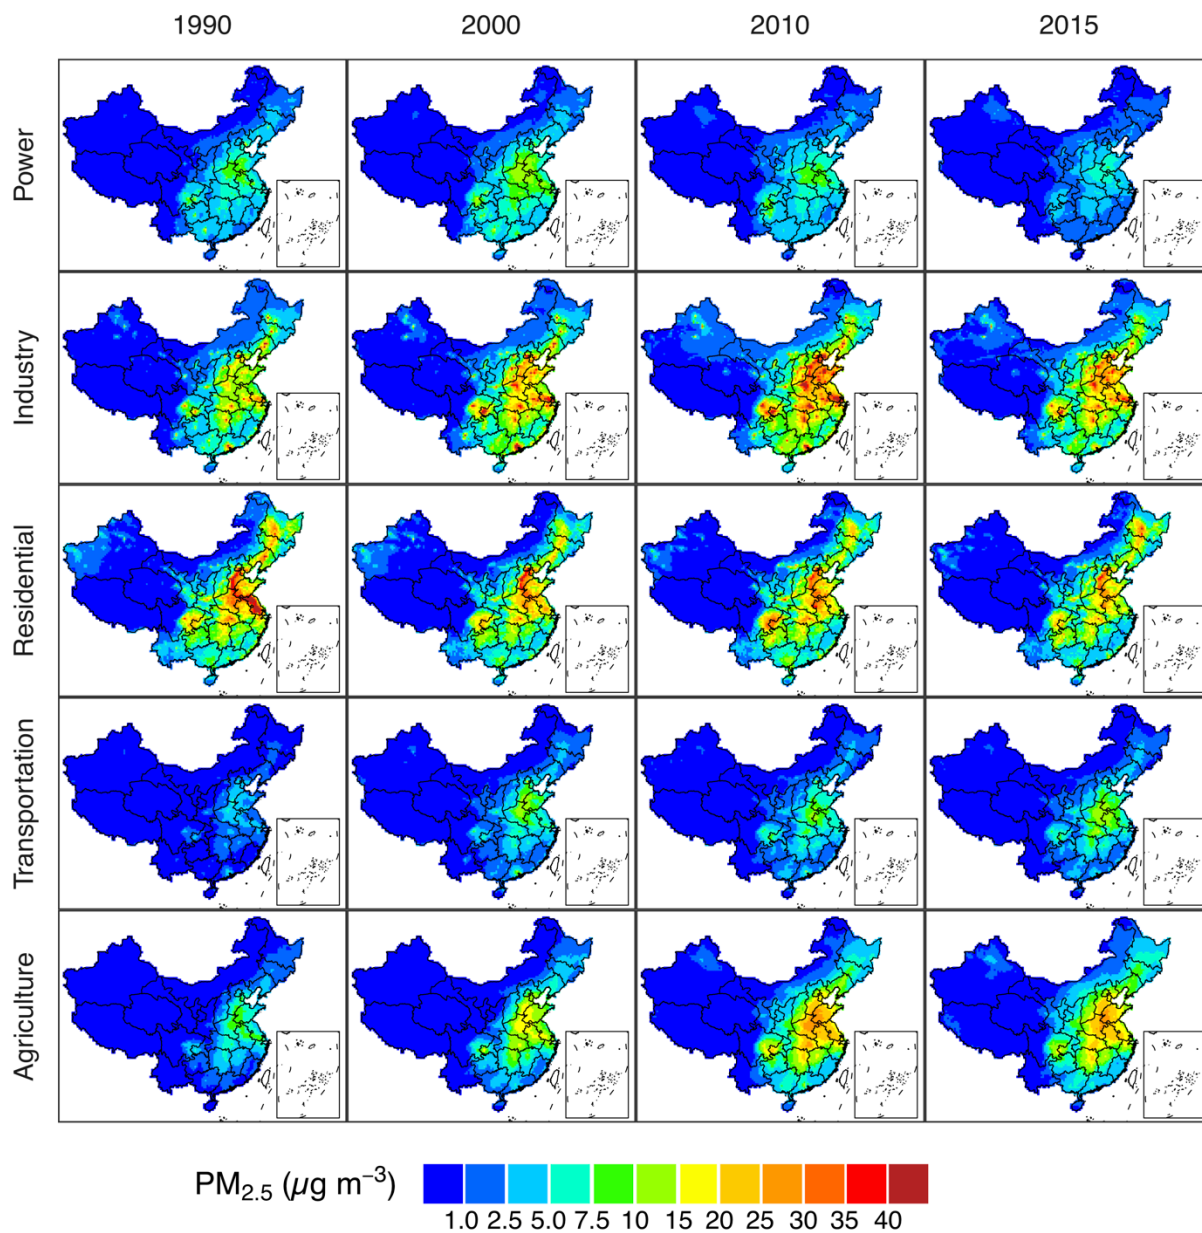 1990 2000 2010 2015
Power
Industry
Residential
Transportation
Agriculture
PM2.5 (μg m−3)
1.0 2.5 5.0 7.5 10 15 20 25 30 35 40